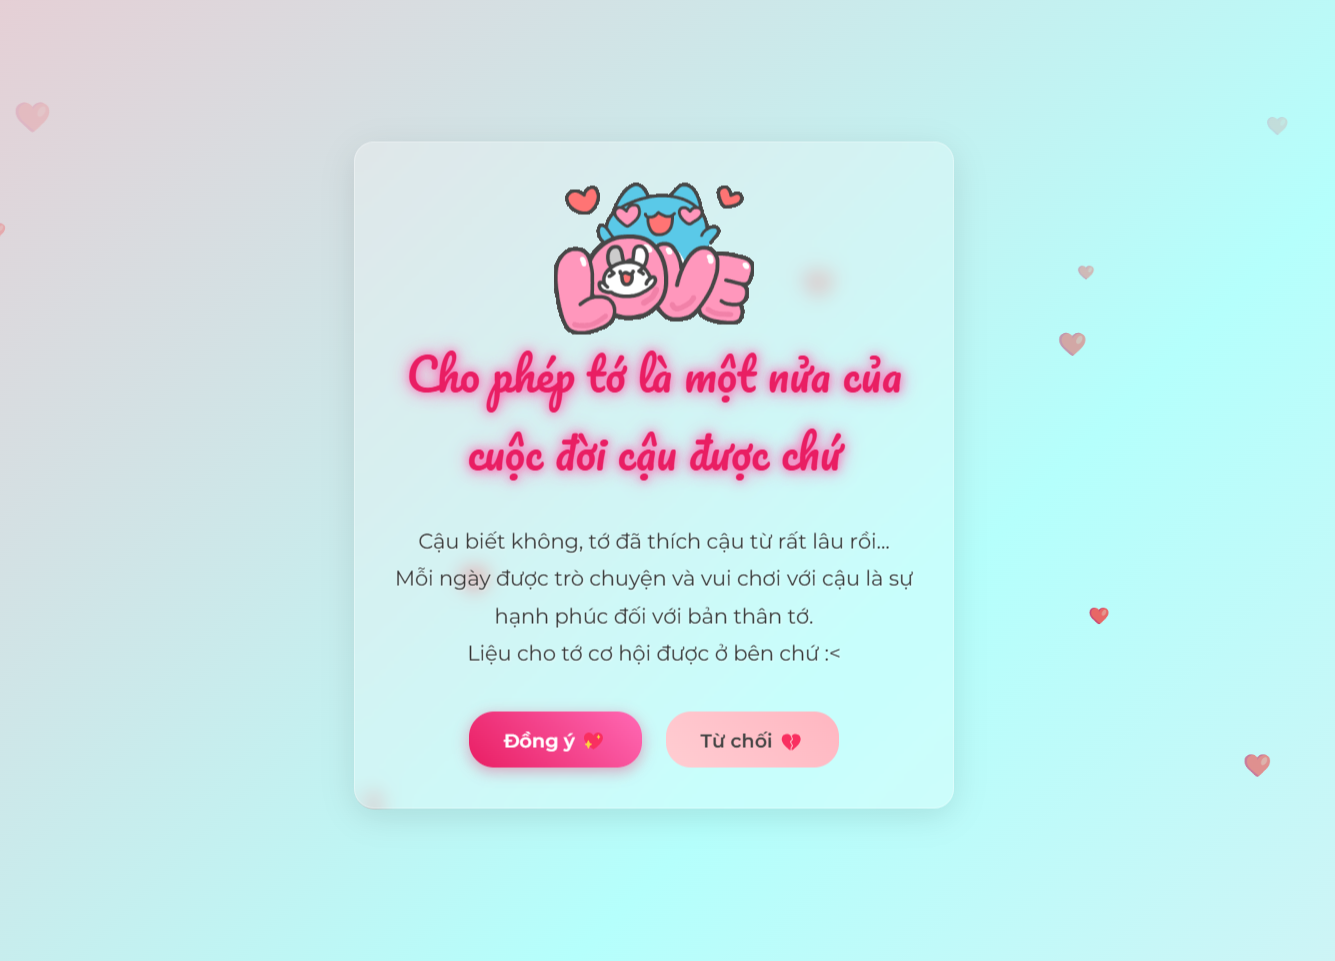 LOVE
Cho phép tớ là một nửa của
cuộc đời cậu được chứ
Cậu biết không, tớ đã thích cậu từ rất lâu rồi...
Mỗi ngày được trò chuyện và vui chơi với cậu là sự
hạnh phúc đối với bản thân tớ.
Liệu cho tớ cơ hội được ở bên chứ :<
Đồng ý 💖 Từ chối 💔